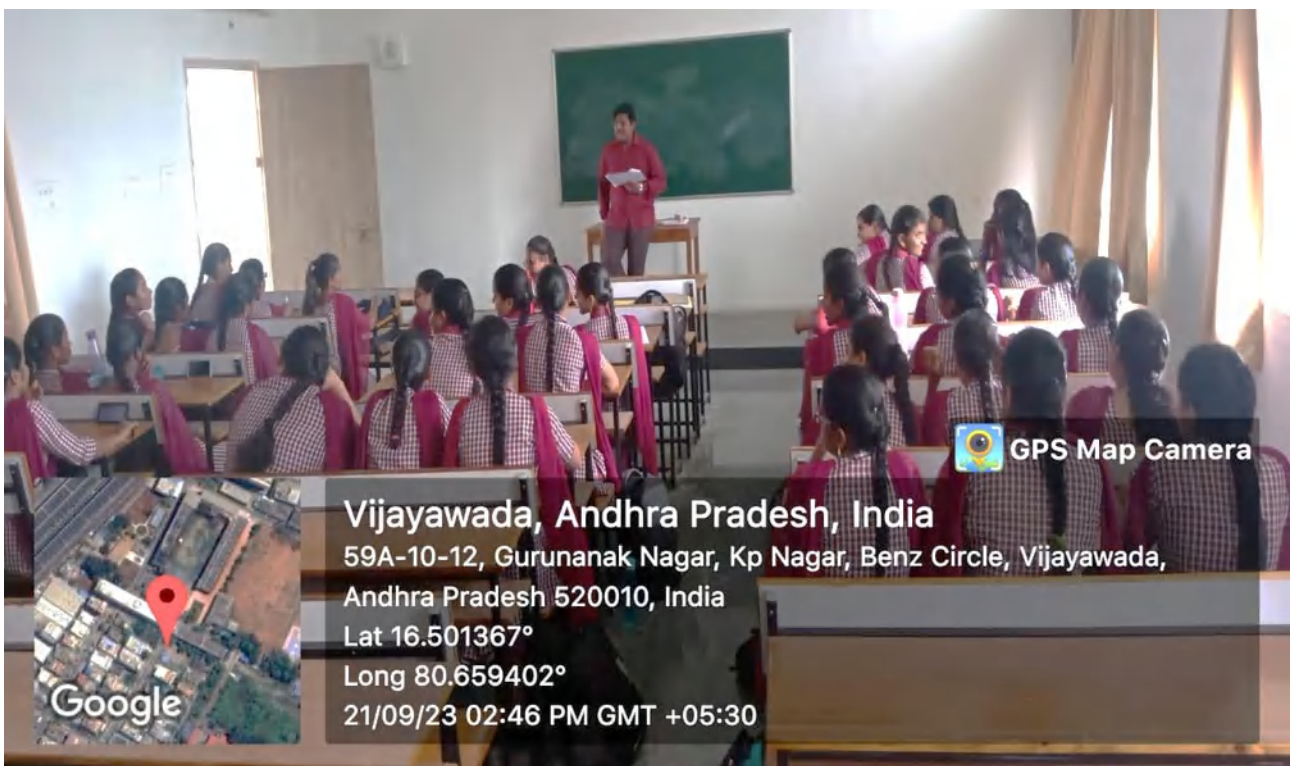 GPS Map Camera
Vijayawada, Andhra Pradesh, India
59A-10-12, Gurunanak Nagar, Kp Nagar, Benz Circle, Vijayawada,
Andhra Pradesh 520010, India
Lat 16.501367°
Long 80.659402°
21/09/23 02:46 PM GMT +05:30
Google